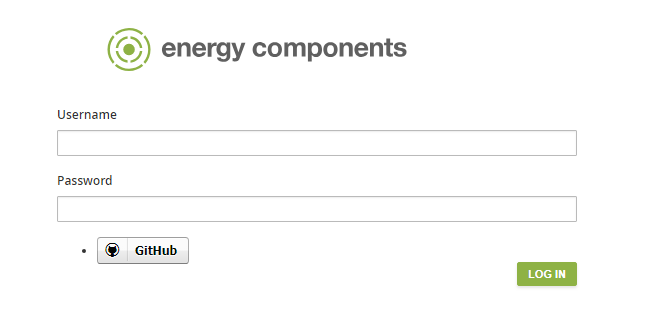 energy components
Username
Password
GitHub
LOG IN